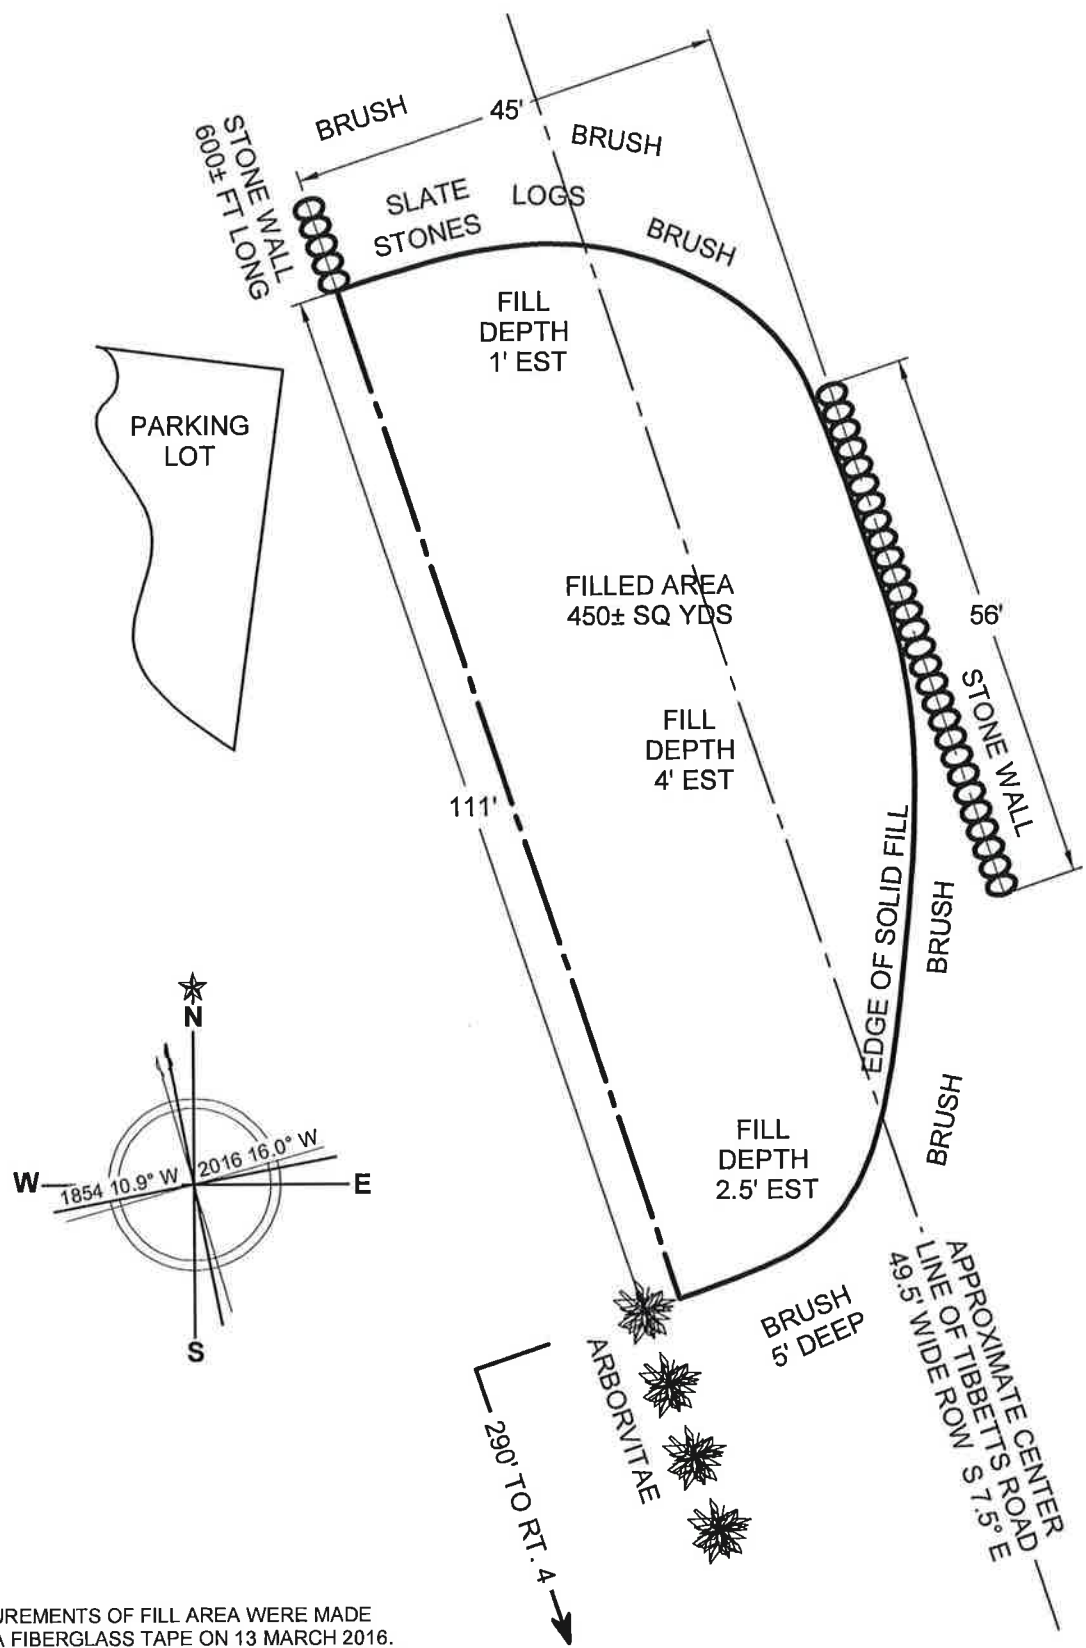 45'
BRUSH
BRUSH
STONE WALL
600± FT LONG
SLATE
STONES
LOGS
BRUSH
FILL
DEPTH
1' EST
PARKING
LOT
FILLED AREA
450± SQ YDS
56'
STONE WALL
FILL
DEPTH
4' EST
111'
EDGE OF SOLID FILL
BRUSH
BRUSH
N
W
E
S
1854 10.9° W
2016 16.0° W
FILL
DEPTH
2.5' EST
BRUSH
5' DEEP
APPROXIMATE CENTER
LINE OF TIBBETTS ROAD
49.5' WIDE ROW S 7.5° E
ARBORVITAE
290' TO RT. 4
UREMENTS OF FILL AREA WERE MADE
A FIBERGLASS TAPE ON 13 MARCH 2016.